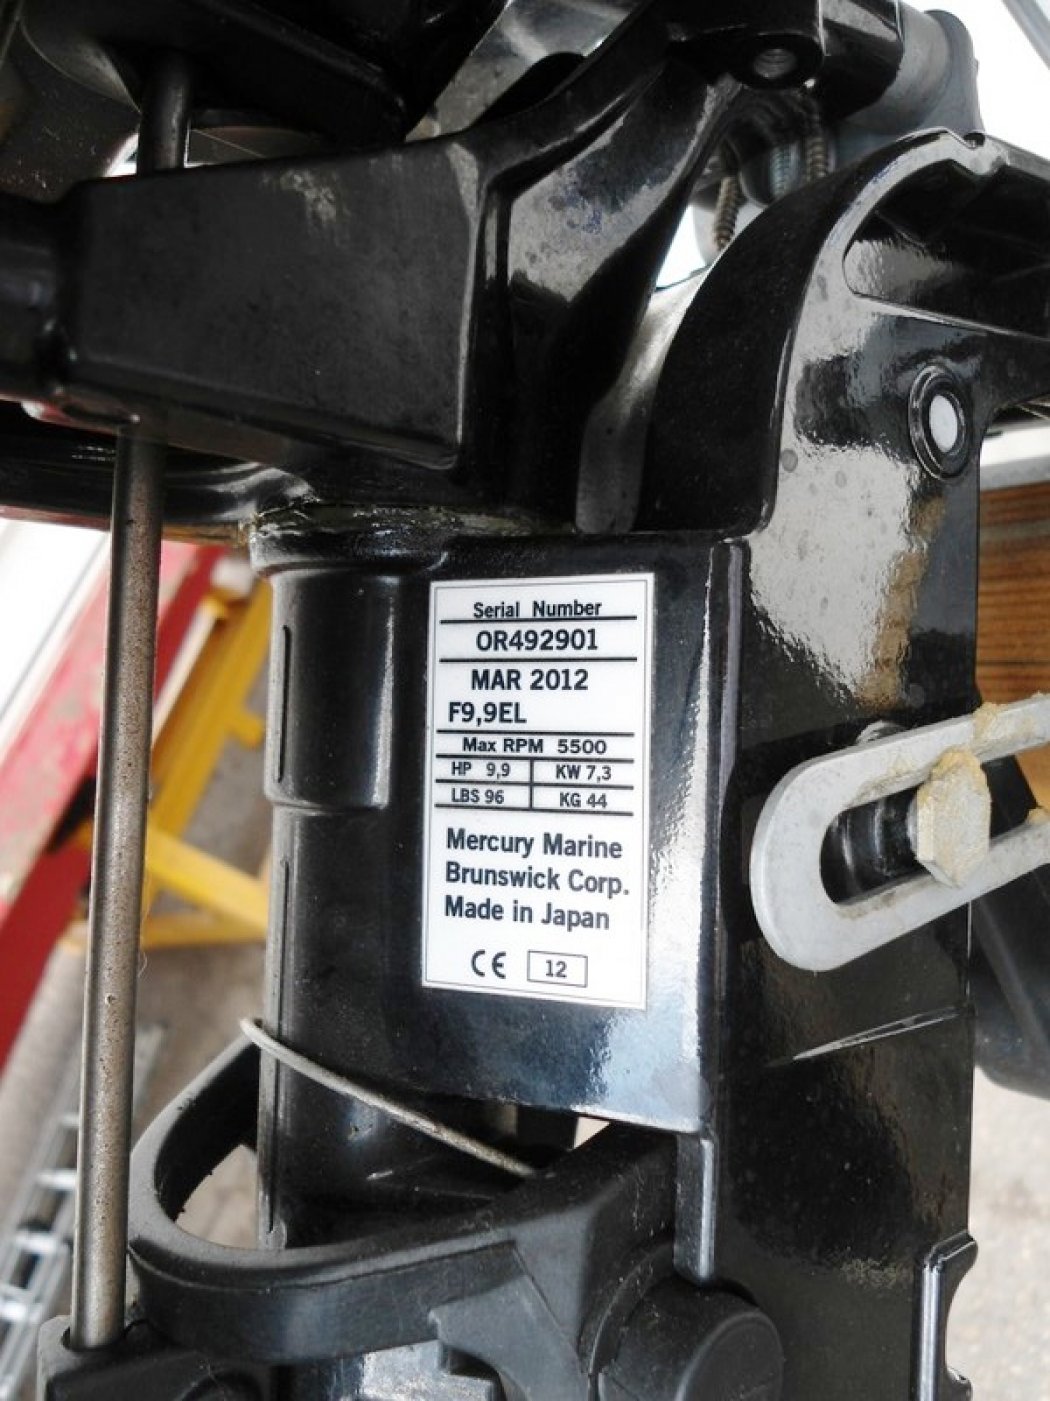 Serial Number
OR492901
MAR 2012
F9,9EL
Max RPM 5500
HP 9,9 KW 7,3
LBS 96 KG 44
Mercury Marine
Brunswick Corp.
Made in Japan
CE 12